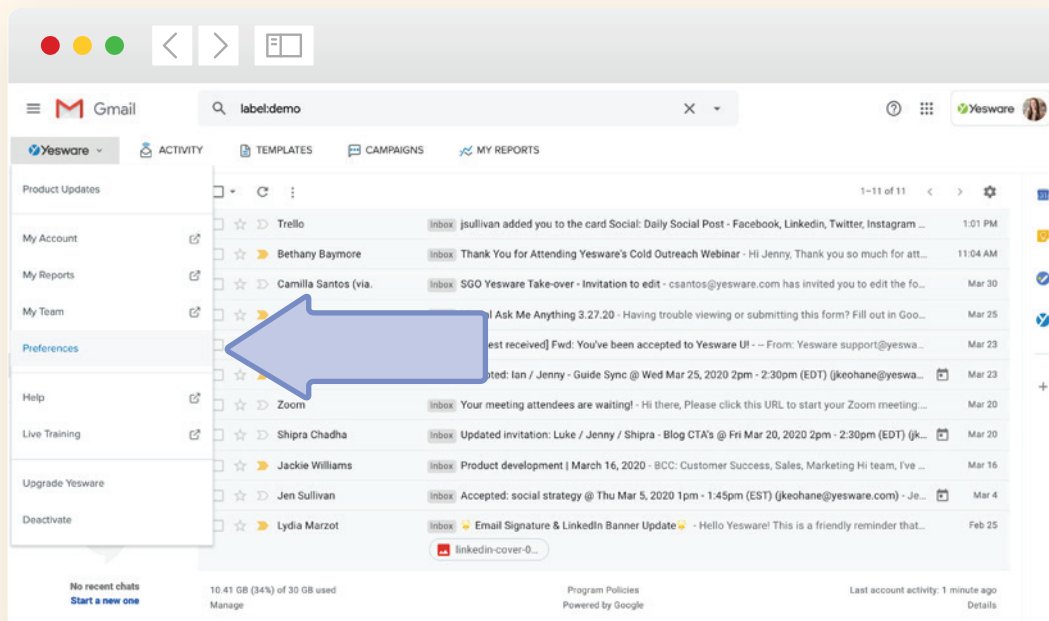 Gmail
label:demo
Yesware
Yesware
ACTIVITY
TEMPLATES
CAMPAIGNS
MY REPORTS
Product Updates
My Account
My Reports
My Team
Preferences
Help
Live Training
Upgrade Yesware
Deactivate
1-11 of 11
Trello Inbox jsullivan added you to the card Social: Daily Social Post - Facebook, Linkedin, Twitter, Instagram ... 1:01 PM
Bethany Baymore Inbox Thank You for Attending Yesware's Cold Outreach Webinar - Hi Jenny, Thank you so much for att... 11:04 AM
Camilla Santos (via. Inbox SGO Yesware Take-over - Invitation to edit - csantos@yesware.com has invited you to edit the fo... Mar 30
l Ask Me Anything 3.27.20 - Having trouble viewing or submitting this form? Fill out in Goo... Mar 25
est received] Fwd: You've been accepted to Yesware U! - -- From: Yesware support@yeswa... Mar 23
pted: Ian / Jenny - Guide Sync @ Wed Mar 25, 2020 2pm - 2:30pm (EDT) (jkeohane@yeswa... Mar 23
Zoom Inbox Your meeting attendees are waiting! - Hi there, Please click this URL to start your Zoom meeting:... Mar 20
Shipra Chadha Inbox Updated invitation: Luke / Jenny / Shipra - Blog CTA's @ Fri Mar 20, 2020 2pm - 2:30pm (EDT) (jk... Mar 20
Jackie Williams Inbox Product development | March 16, 2020 - BCC: Customer Success, Sales, Marketing Hi team, I've ... Mar 16
Jen Sullivan Inbox Accepted: social strategy @ Thu Mar 5, 2020 1pm - 1:45pm (EST) (jkeohane@yesware.com) - Je... Mar 4
Lydia Marzot Inbox Email Signature & LinkedIn Banner Update - Hello Yesware! This is a friendly reminder that... Feb 25
linkedin-cover-0...
No recent chats
Start a new one
10.41 GB (34%) of 30 GB used
Manage
Program Policies
Powered by Google
Last account activity: 1 minute ago
Details